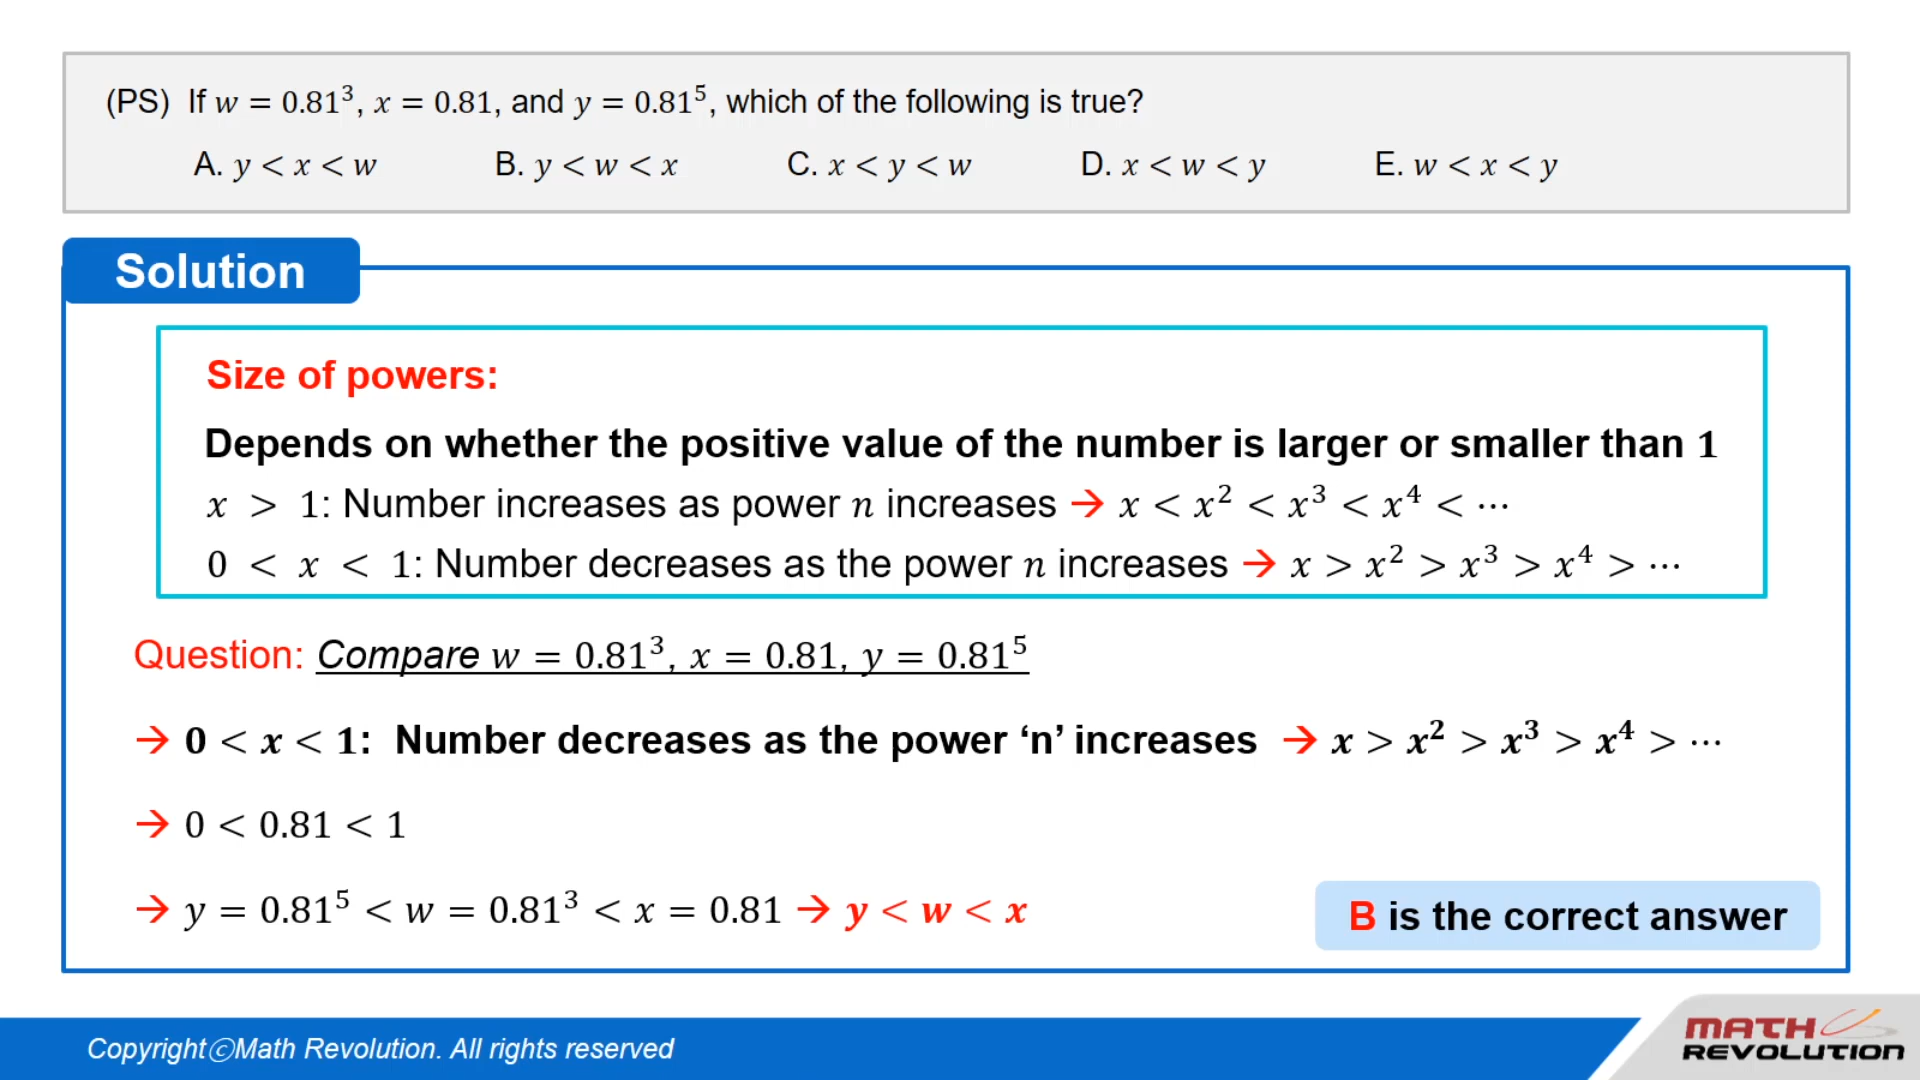 (PS) If w = 0.81³, x = 0.81, and y = 0.81⁵, which of the following is true?
A. y < x < w B. y < w < x C. x < y < w D. x < w < y E. w < x < y
Solution
Size of powers:
Depends on whether the positive value of the number is larger or smaller than 1
x > 1: Number increases as power n increases → x < x² < x³ < x⁴ < ⋯
0 < x < 1: Number decreases as the power n increases → x > x² > x³ > x⁴ > ⋯
Question: Compare w = 0.81³, x = 0.81, y = 0.81⁵
→ 0 < x < 1: Number decreases as the power ‘n’ increases → x > x² > x³ > x⁴ > ⋯
→ 0 < 0.81 < 1
→ y = 0.81⁵ < w = 0.81³ < x = 0.81 → y < w < x
B is the correct answer
CopyrightⓒMath Revolution. All rights reserved
MATH
REVOLUTION